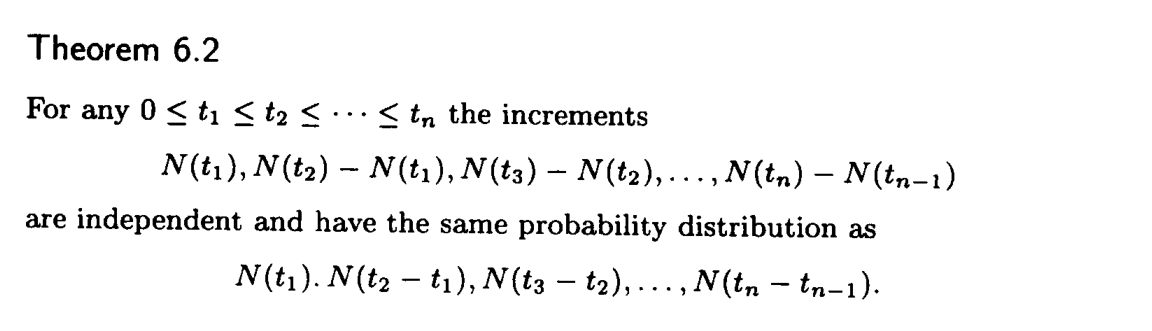 Theorem 6.2
For any 0 ≤ t₁ ≤ t₂ ≤ ··· ≤ tₙ the increments
N(t₁), N(t₂) − N(t₁), N(t₃) − N(t₂), . . . , N(tₙ) − N(tₙ₋₁)
are independent and have the same probability distribution as
N(t₁). N(t₂ − t₁), N(t₃ − t₂), . . . , N(tₙ − tₙ₋₁).